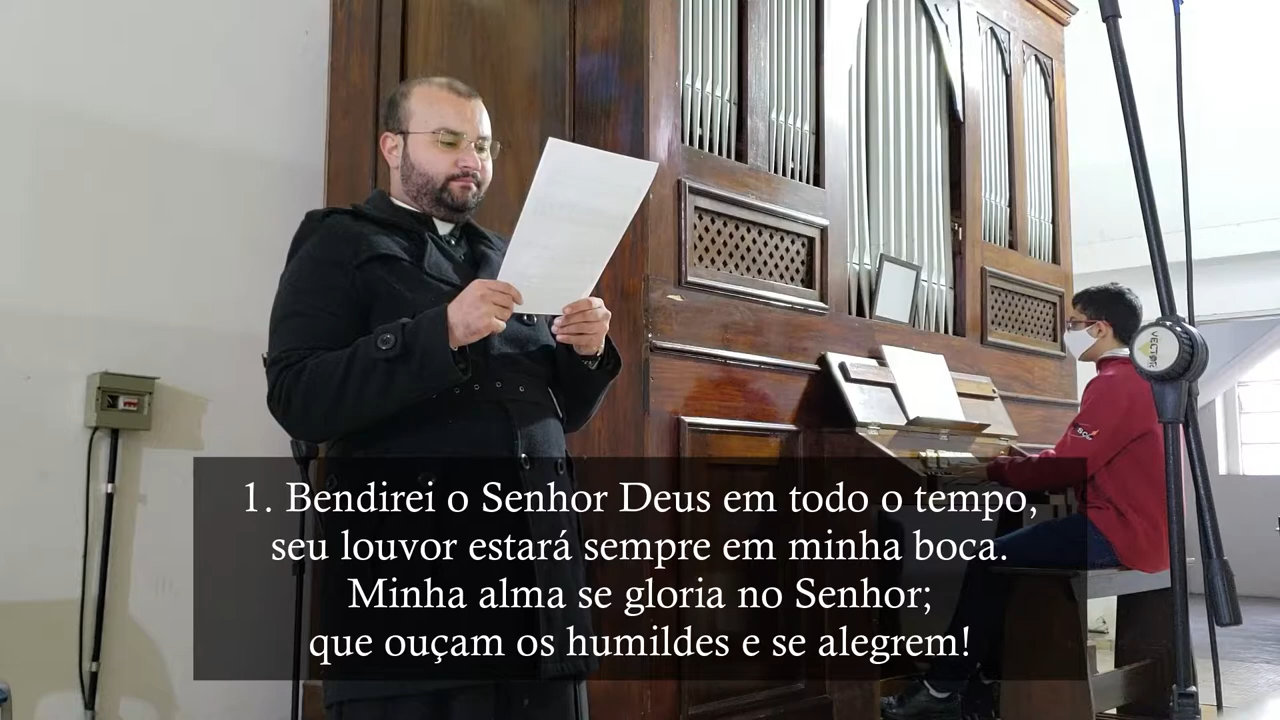 1. Bendirei o Senhor Deus em todo o tempo,
seu louvor estará sempre em minha boca.
Minha alma se gloria no Senhor;
que ouçam os humildes e se alegrem!
VECTOR